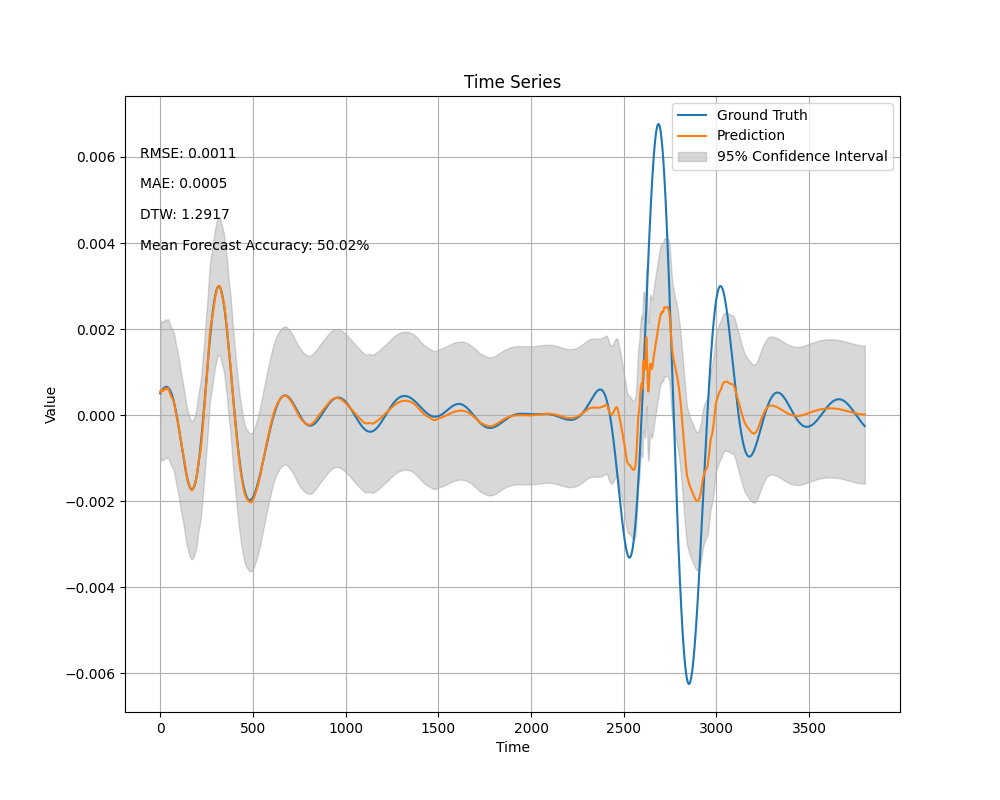 Time Series
Ground Truth
Prediction
95% Confidence Interval
RMSE: 0.0011
MAE: 0.0005
DTW: 1.2917
Mean Forecast Accuracy: 50.02%
0.006
0.004
0.002
0.000
−0.002
−0.004
−0.006
Value
0 500 1000 1500 2000 2500 3000 3500
Time